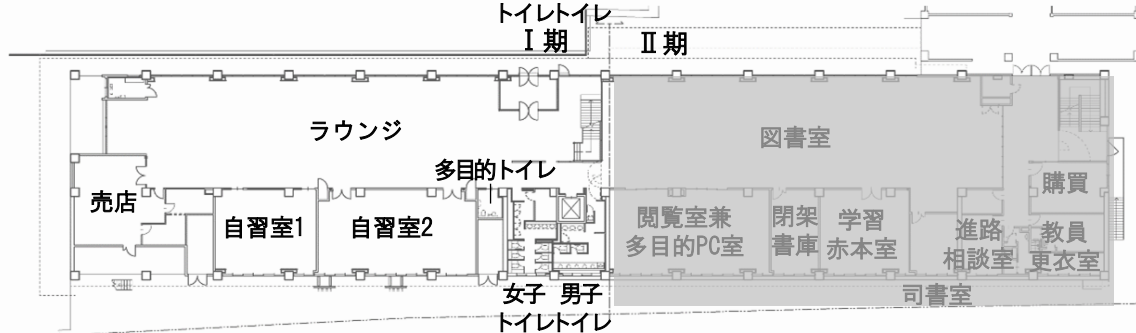 トイレトイレ
Ⅰ期 Ⅱ期
ラウンジ
図書室
多目的トイレ
売店
自習室1
自習室2
閲覧室兼
多目的PC室
閉架
書庫
学習
赤本室
進路
相談室
購買
教員
更衣室
女子 男子
トイレトイレ
司書室